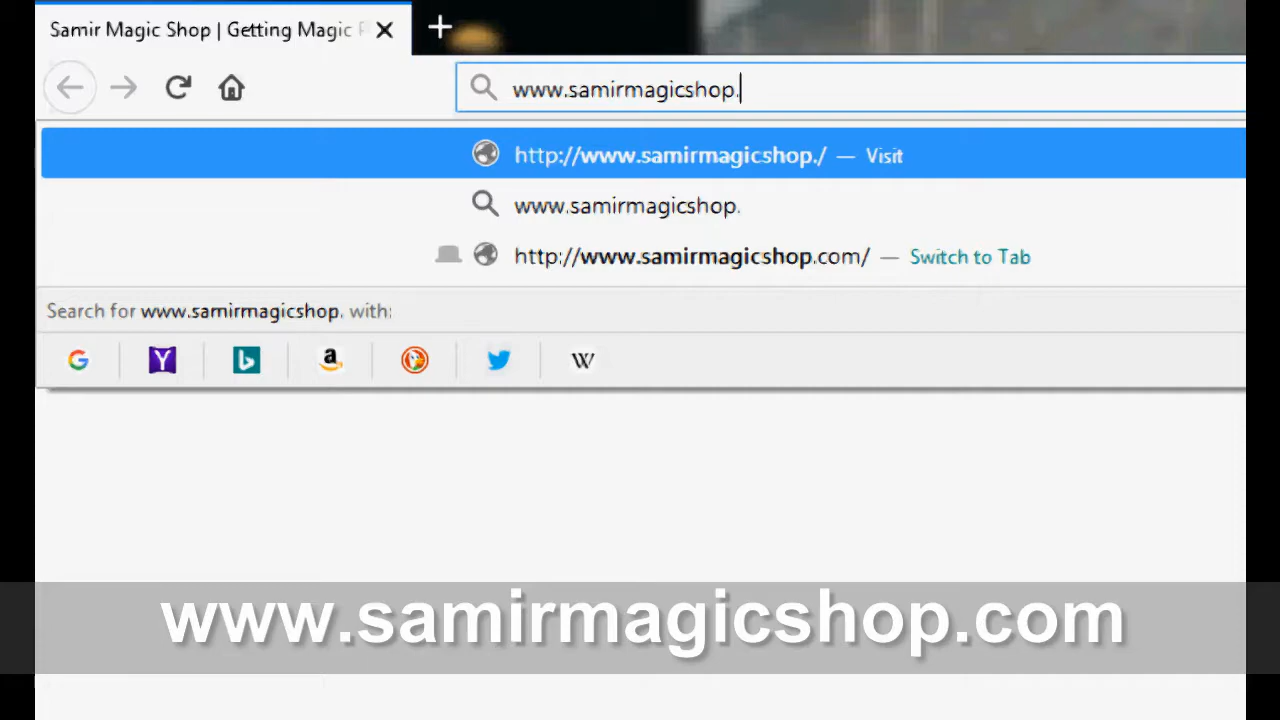 Samir Magic Shop | Getting Magic
www.samirmagicshop.
http://www.samirmagicshop./ — Visit
www.samirmagicshop.
http://www.samirmagicshop.com/ — Switch to Tab
Search for www.samirmagicshop. with:
G Y b a W
www.samirmagicshop.com